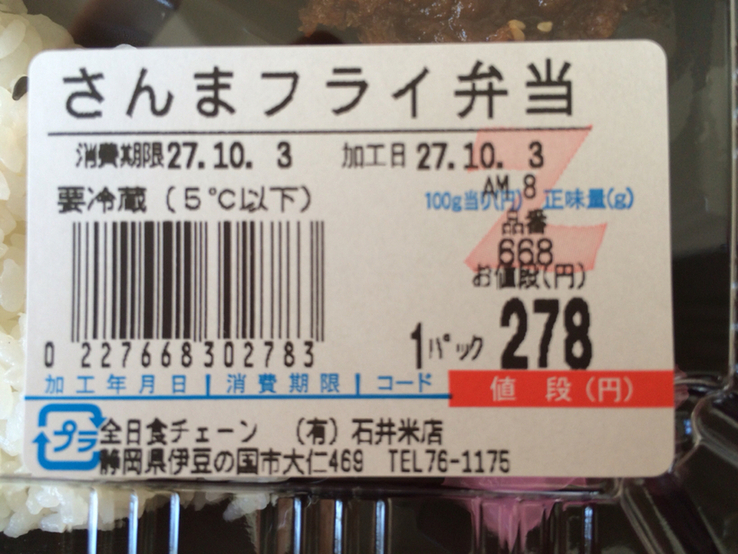 さんまフライ弁当
消費期限27.10. 3 加工日27.10. 3
AM 8
要冷蔵(5℃以下) 100g当り(円) 正味量(g)
品番
668
お値段(円)
1パック 278
0 227668302783
加工年月日 消費期限 コード 値段(円)
プラ 全日食チェーン (有)石井米店
静岡県伊豆の国市大仁469 TEL76-1175